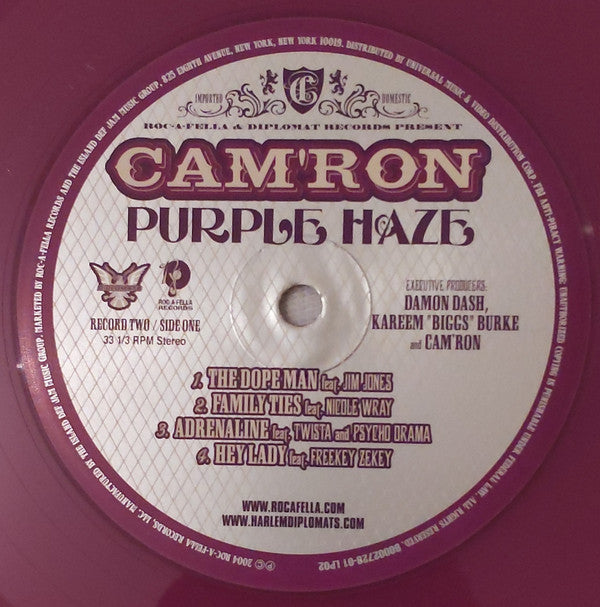 IMPORTED
DOMESTIC
C
ROC-A-FELLA & DIPLOMAT RECORDS PRESENT
CAM'RON
PURPLE HAZE
ROC-A-FELLA
RECORDS
RECORD TWO / SIDE ONE
33 1/3 RPM Stereo
EXECUTIVE PRODUCERS:
DAMON DASH,
KAREEM "BIGGS" BURKE
and CAM'RON
1. THE DOPE MAN feat. JIM JONES
2. FAMILY TIES feat. NICOLE WRAY
3. ADRENALINE feat. TWISTA and PSYCHO DRAMA
4. HEY LADY feat. FREEKEY ZEKEY
WWW.ROCAFELLA.COM
WWW.HARLEMDIPLOMATS.COM
℗© 2004 ROC-A-FELLA RECORDS, LLC. MANUFACTURED BY THE ISLAND DEF JAM MUSIC GROUP. MARKETED BY ROC-A-FELLA RECORDS AND THE ISLAND DEF JAM MUSIC GROUP, 825 EIGHTH AVENUE, NEW YORK, NEW YORK 10019. DISTRIBUTED BY UNIVERSAL MUSIC & VIDEO DISTRIBUTION CORP. FBI ANTI-PIRACY WARNING: UNAUTHORIZED COPYING IS PUNISHABLE UNDER FEDERAL LAW. ALL RIGHTS RESERVED. B0002728-01 LP02